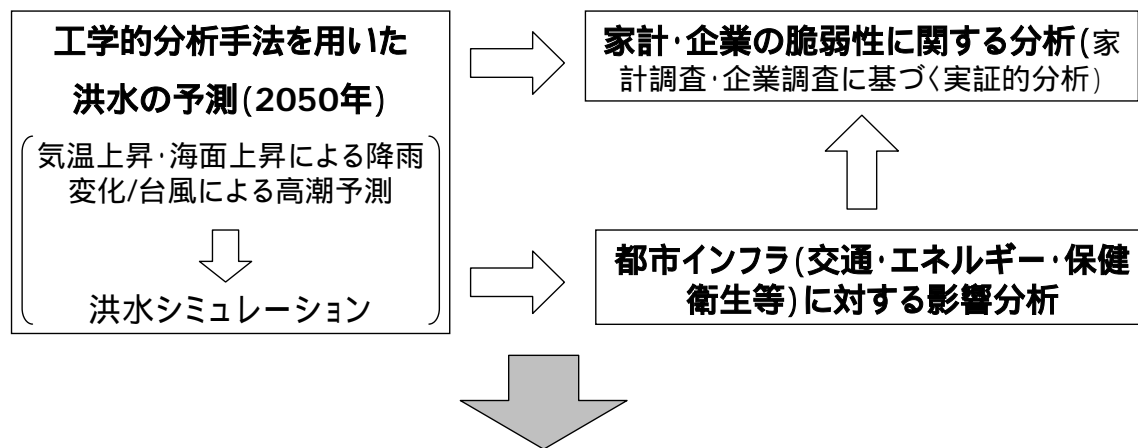 工学的分析手法を用いた
洪水の予測(2050年)
気温上昇・海面上昇による降雨
変化/台風による高潮予測
洪水シミュレーション
家計・企業の脆弱性に関する分析(家
計調査・企業調査に基づく実証的分析)
都市インフラ(交通・エネルギー・保健
衛生等)に対する影響分析